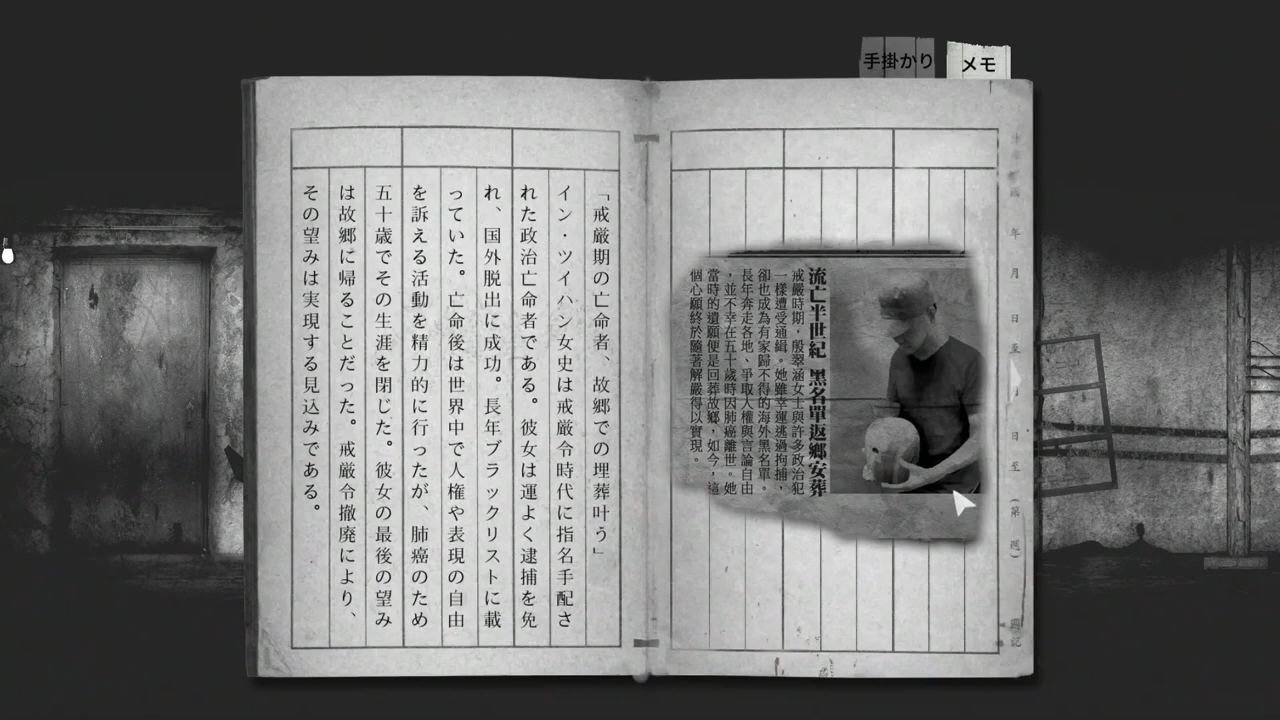 手掛かり
メモ
「戒厳期の亡命者、故郷での埋葬叶う」
イン・ツイハン女史は戒厳令時代に指名手配さ
れた政治亡命者である。彼女は運よく逮捕を免
れ、国外脱出に成功。長年ブラックリストに載
っていた。亡命後は世界中で人権や表現の自由
を訴える活動を精力的に行ったが、肺癌のため
五十歳でその生涯を閉じた。彼女の最後の望み
は故郷に帰ることだった。戒厳令撤廃により、
その望みは実現する見込みである。
流亡半世紀 黑名單返鄉安葬
戒嚴時期，殷翠涵女士與許多政治犯
一樣遭受通緝。她雖幸運逃過拘捕，
卻也成為有家歸不得的海外黑名單。
長年奔走各地、爭取人權與言論自由
，並不幸在五十歲時因肺癌離世。她
當時的遺願便是回葬故鄉，如今，這
個心願終於隨著解嚴得以實現。
年 月 日 至 月 日 至 (第 週)
週記